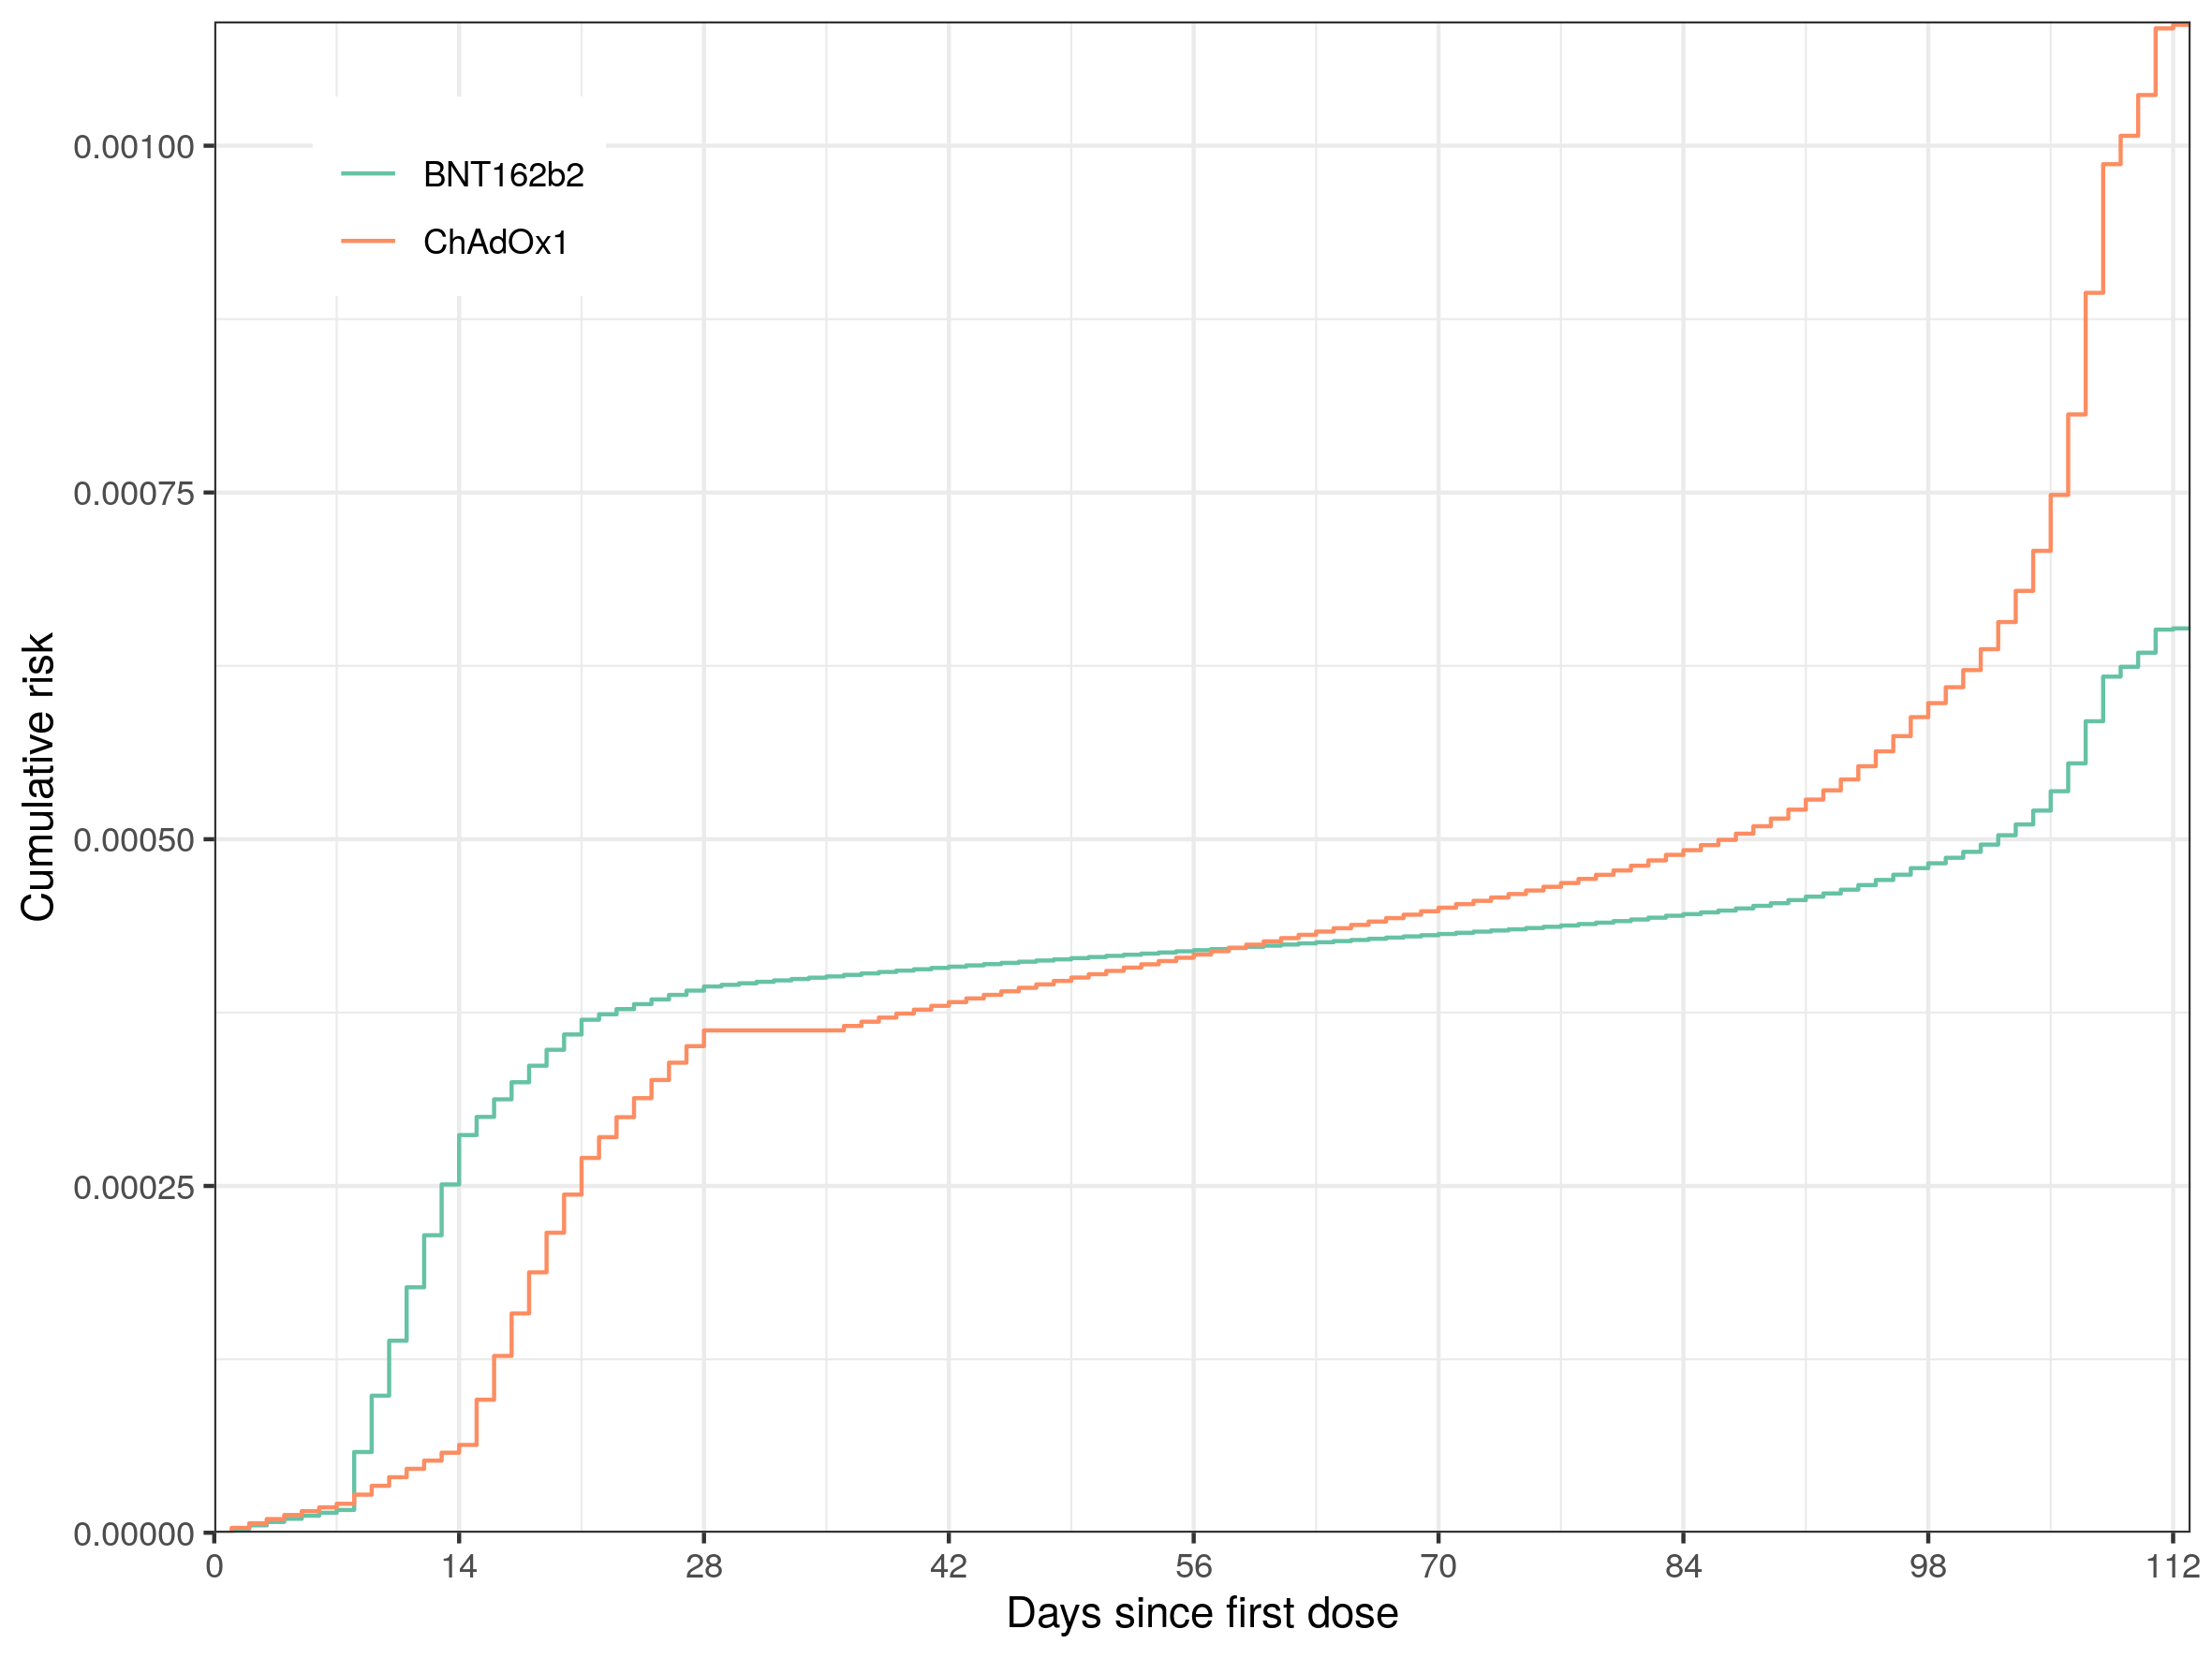 BNT162b2
ChAdOx1
0.00100
0.00075
0.00050
0.00025
0.00000
Cumulative risk
0 14 28 42 56 70 84 98 112
Days since first dose